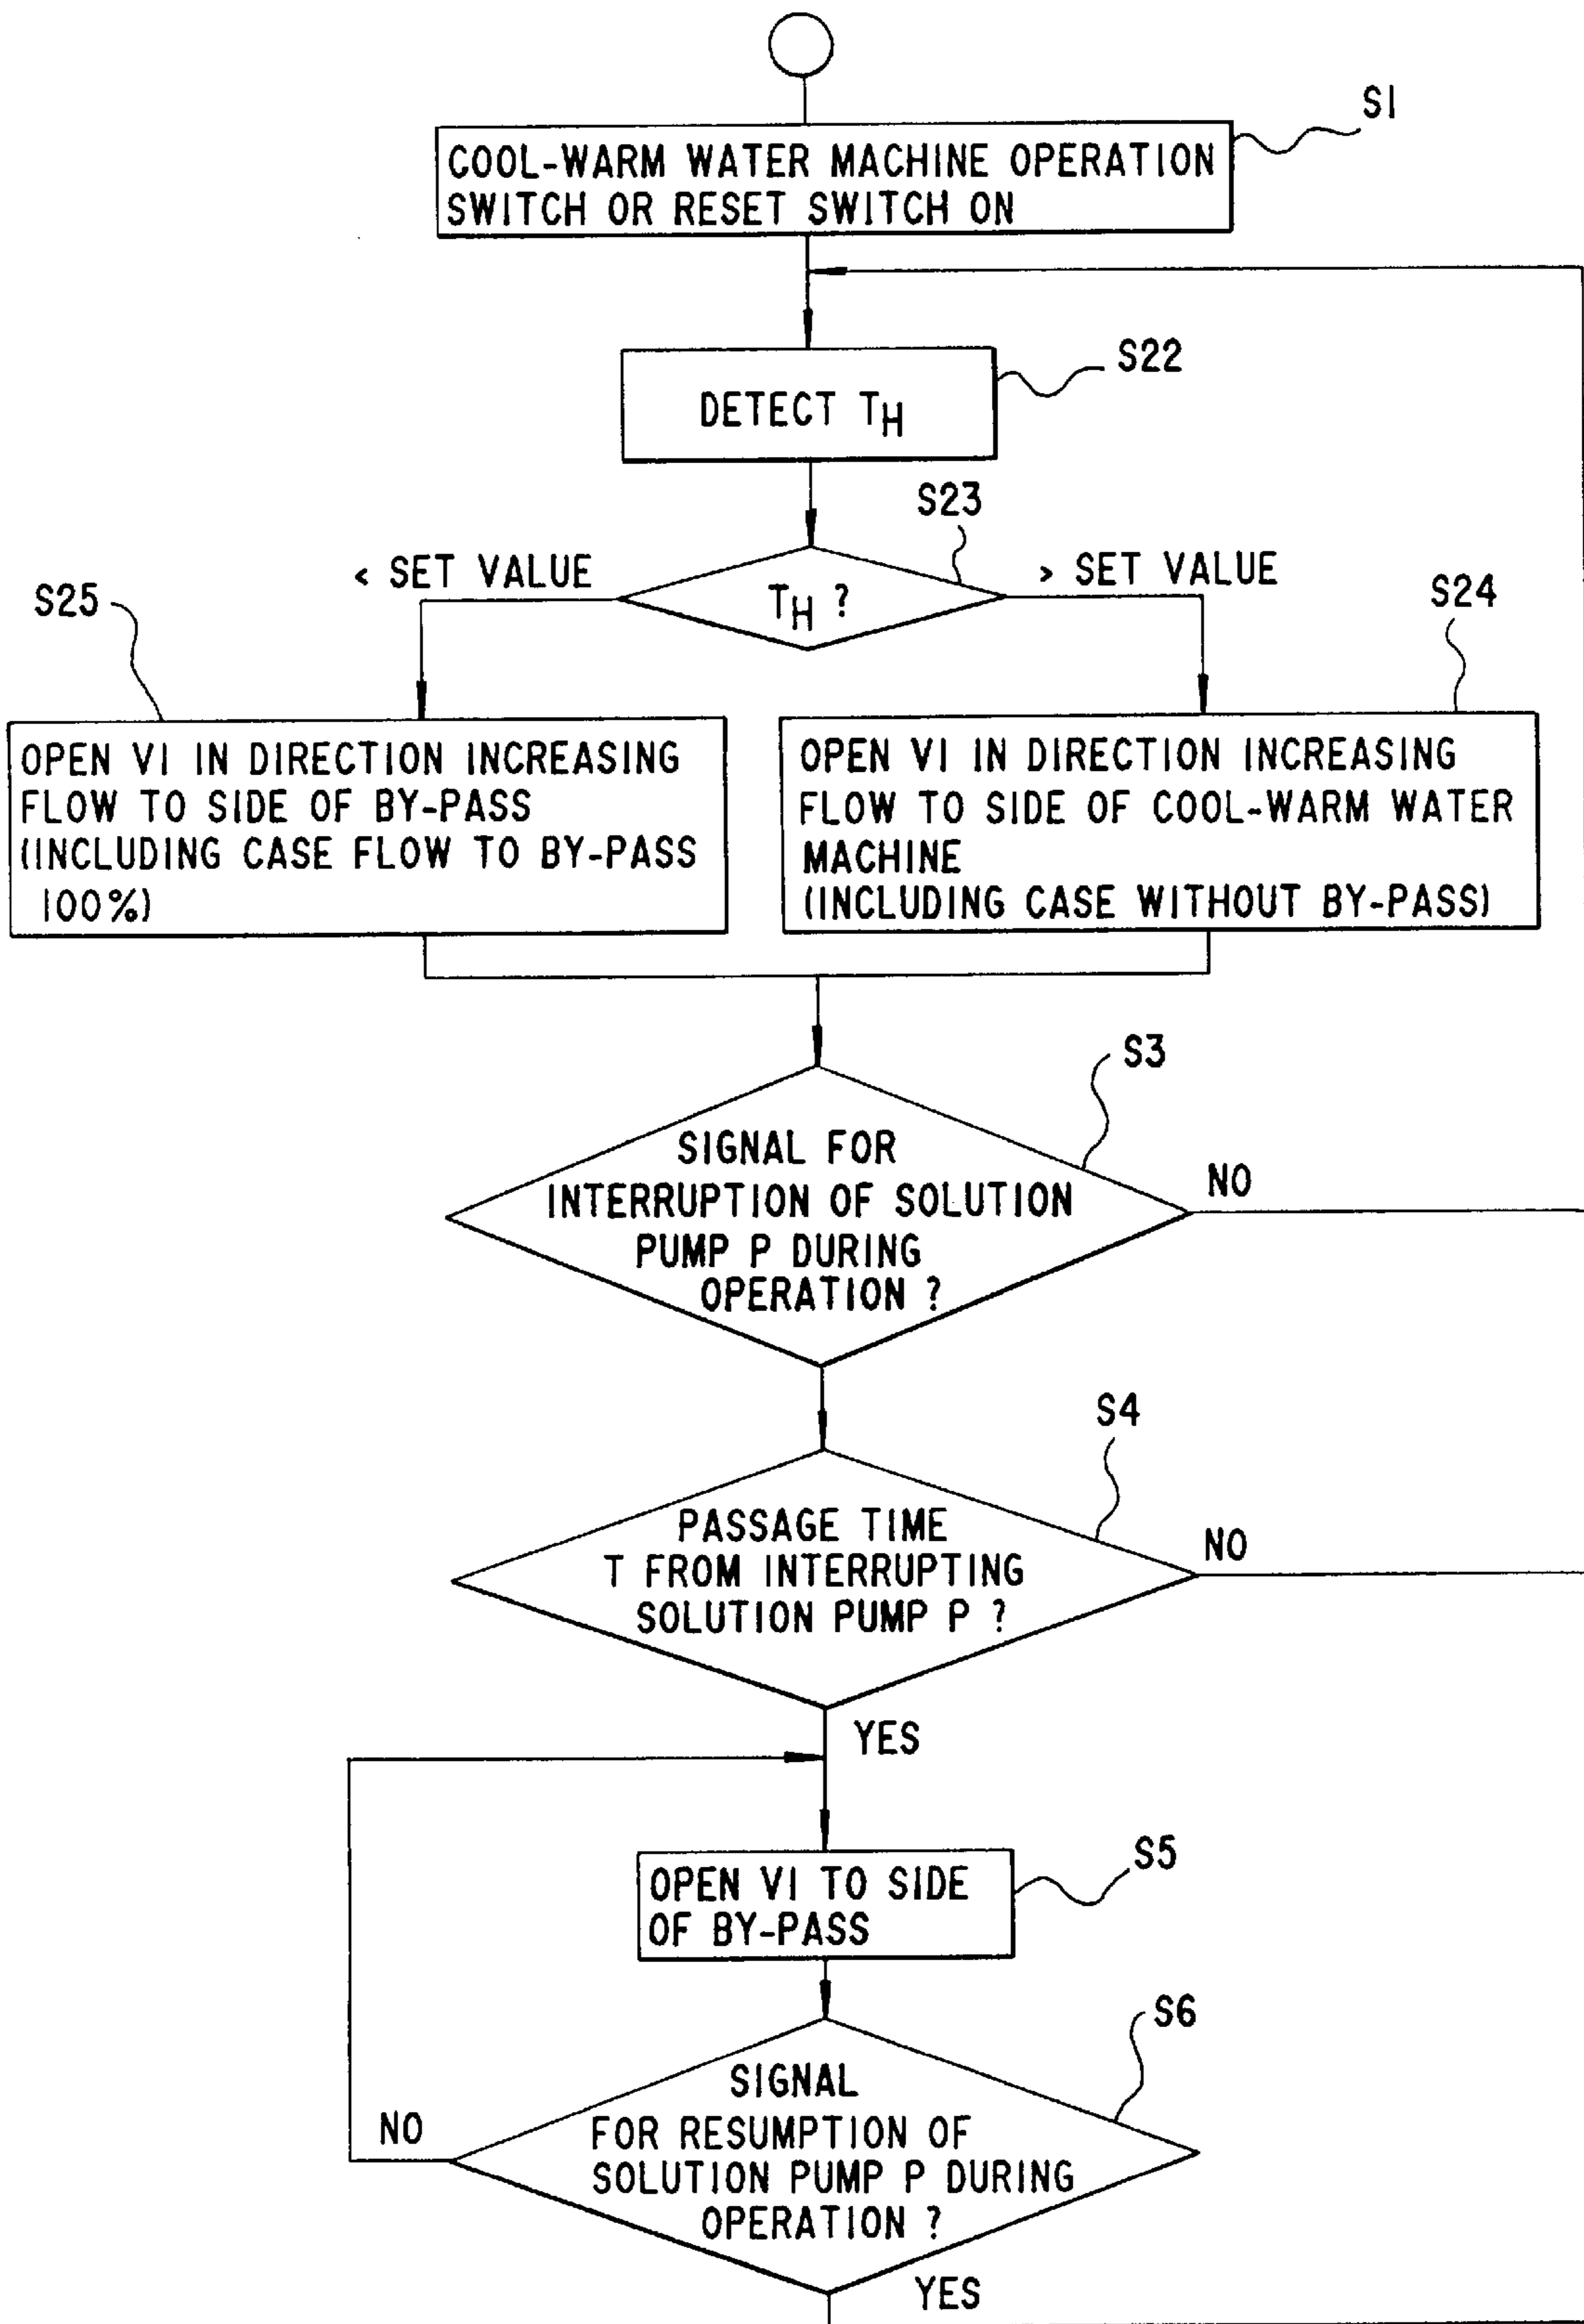 S1
COOL-WARM WATER MACHINE OPERATION
SWITCH OR RESET SWITCH ON
S22
DETECT TH
S23
< SET VALUE
> SET VALUE
TH ?
S25
S24
OPEN V1 IN DIRECTION INCREASING
FLOW TO SIDE OF BY-PASS
(INCLUDING CASE FLOW TO BY-PASS
100%)
OPEN V1 IN DIRECTION INCREASING
FLOW TO SIDE OF COOL-WARM WATER
MACHINE
(INCLUDING CASE WITHOUT BY-PASS)
S3
SIGNAL FOR
INTERRUPTION OF SOLUTION
PUMP P DURING
OPERATION ?
NO
S4
PASSAGE TIME
T FROM INTERRUPTING
SOLUTION PUMP P ?
NO
YES
S5
OPEN V1 TO SIDE
OF BY-PASS
S6
SIGNAL
FOR RESUMPTION OF
SOLUTION PUMP P DURING
OPERATION ?
NO
YES